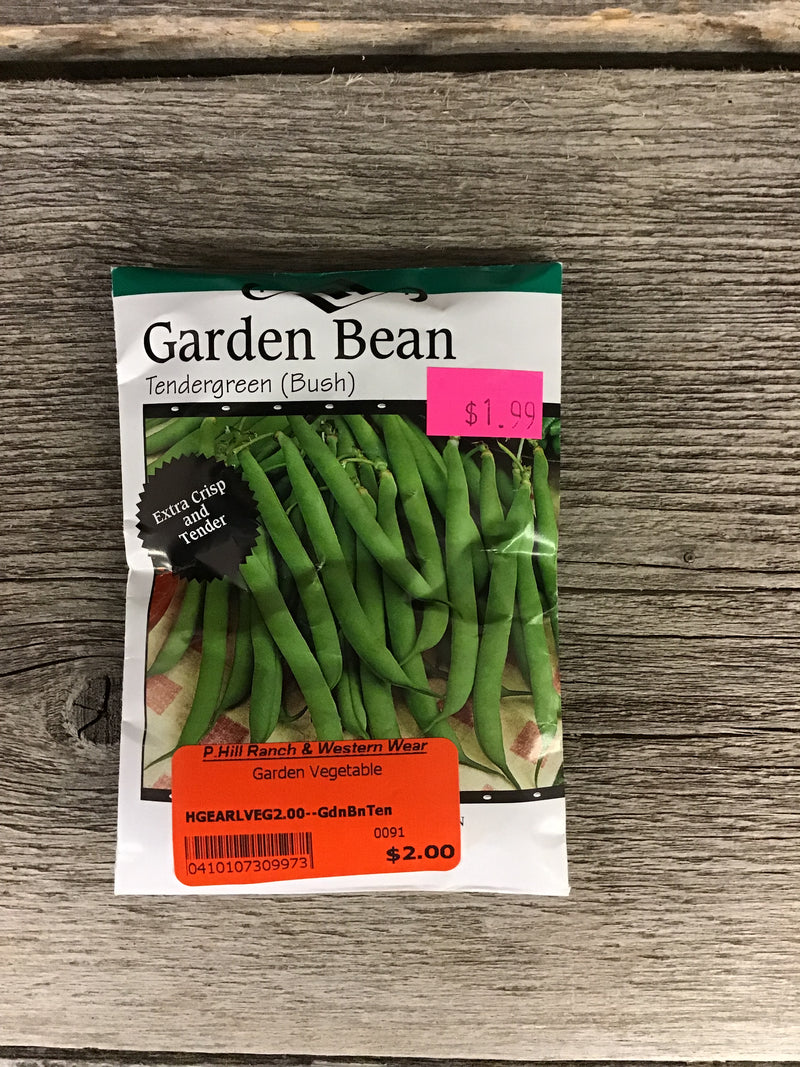 Garden Bean
Tendergreen (Bush)
$1.99
Extra Crisp
and
Tender
P.Hill Ranch & Western Wear
Garden Vegetable
HGEARLVEG2.00--GdnBnTen
0091
0410107309973
$2.00
N